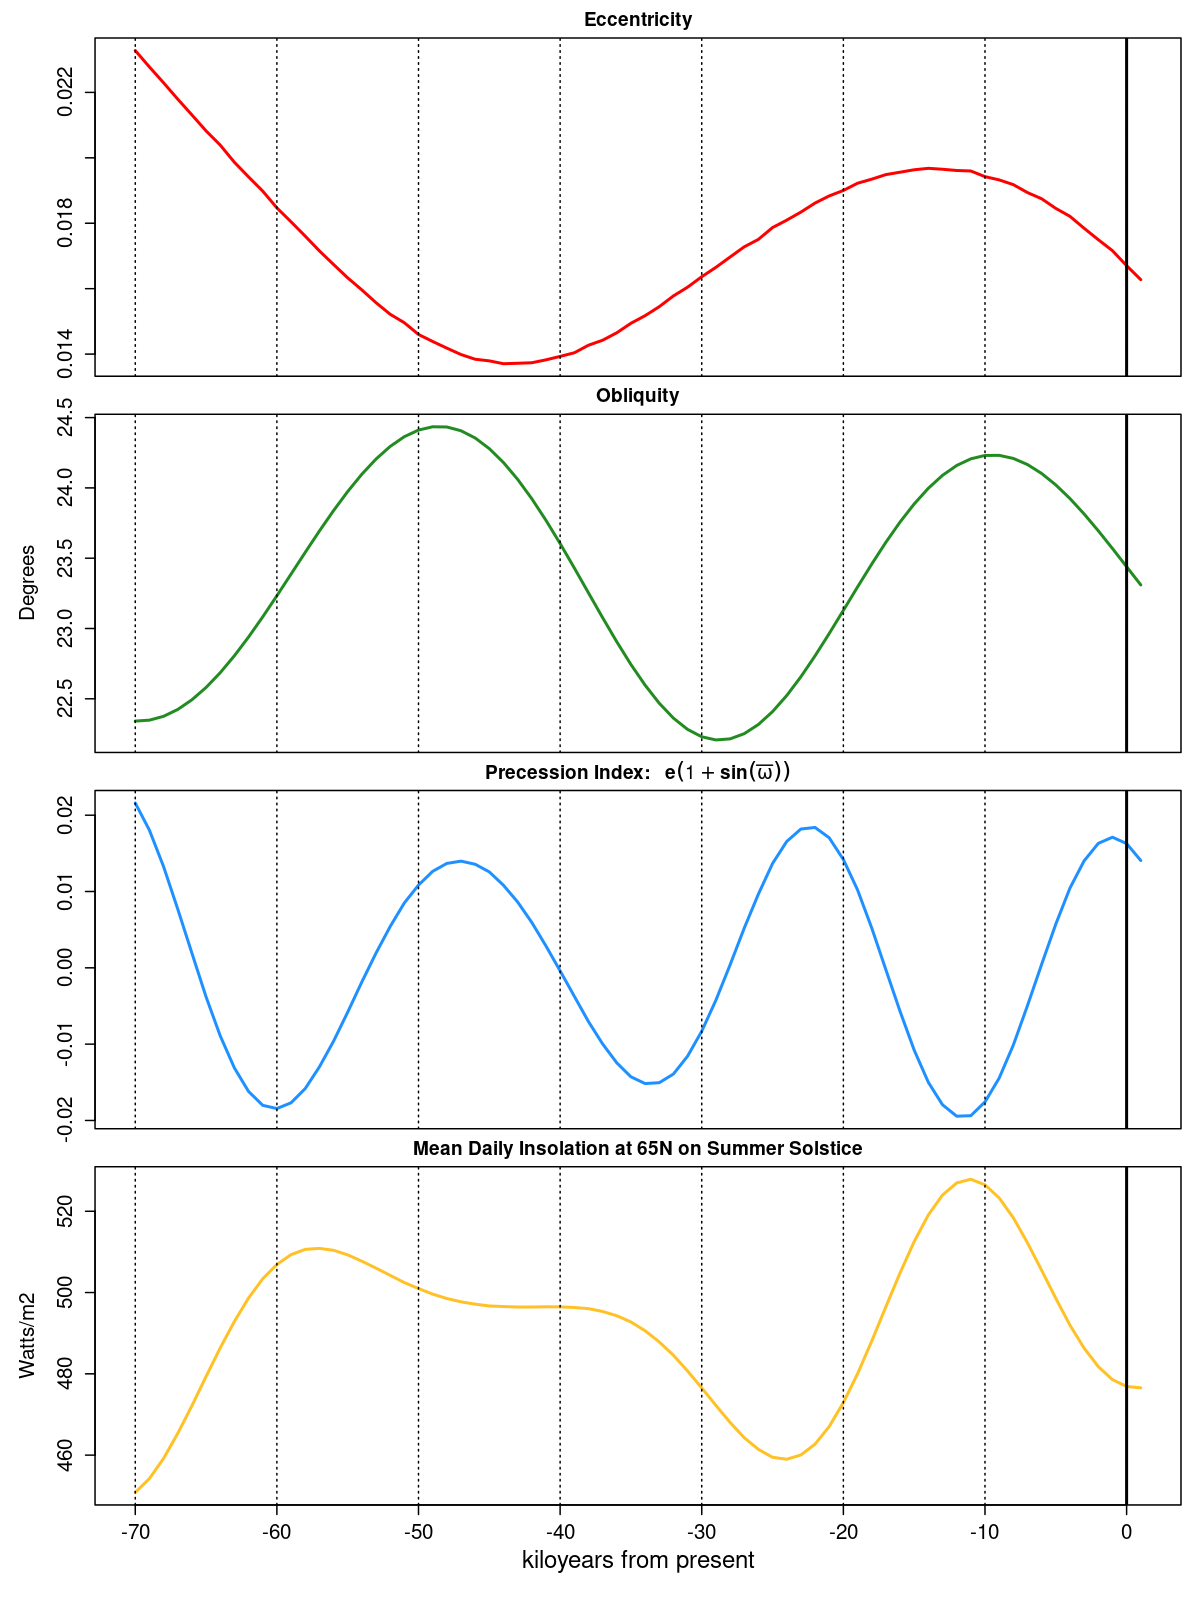 Eccentricity
0.022
0.018
0.014
Obliquity
24.5
24.0
23.5
23.0
22.5
Degrees
Precession Index: e(1 + sin(ω̅))
0.02
0.01
0.00
-0.01
-0.02
Mean Daily Insolation at 65N on Summer Solstice
520
500
480
460
Watts/m2
-70 -60 -50 -40 -30 -20 -10 0
kiloyears from present